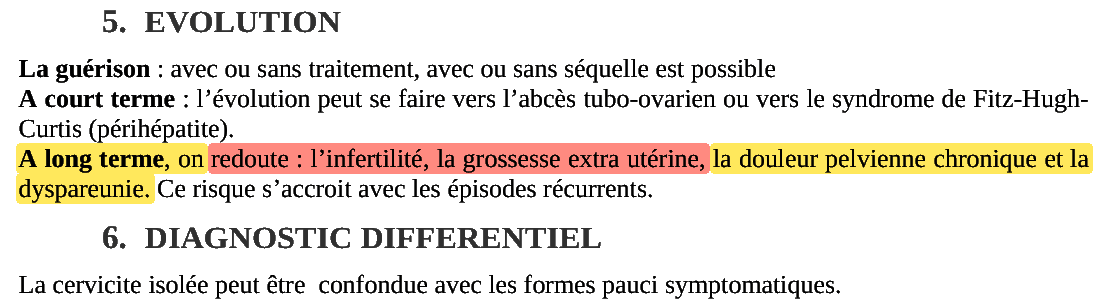 5. EVOLUTION
La guérison : avec ou sans traitement, avec ou sans séquelle est possible
A court terme : l’évolution peut se faire vers l’abcès tubo-ovarien ou vers le syndrome de Fitz-Hugh-
Curtis (périhépatite).
A long terme, on redoute : l’infertilité, la grossesse extra utérine, la douleur pelvienne chronique et la
dyspareunie. Ce risque s’accroit avec les épisodes récurrents.
6. DIAGNOSTIC DIFFERENTIEL
La cervicite isolée peut être  confondue avec les formes pauci symptomatiques.